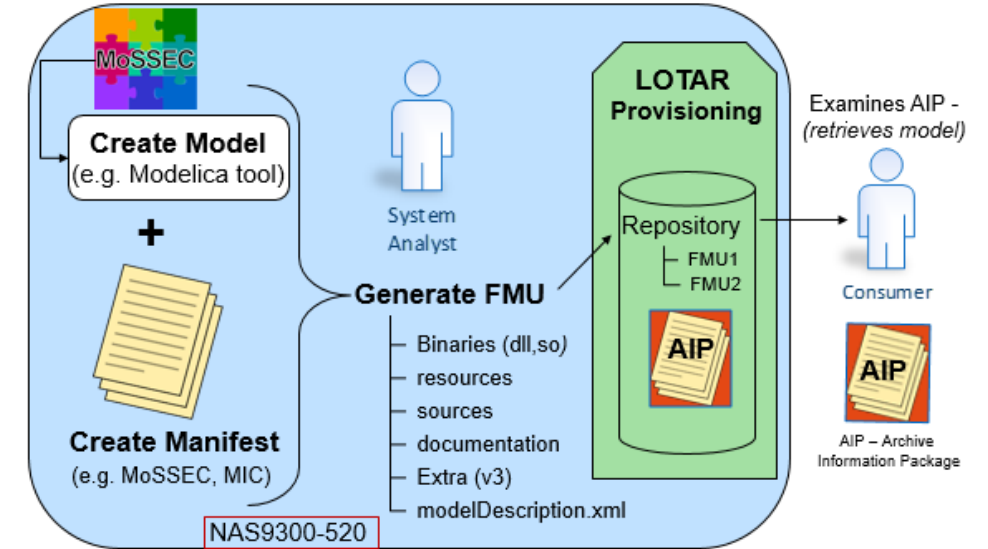 MoSSEC
Create Model
(e.g. Modelica tool)
+
Create Manifest
(e.g. MoSSEC, MIC)
NAS9300-520
System
Analyst
Generate FMU
Binaries (dll,so)
resources
sources
documentation
Extra (v3)
modelDescription.xml
LOTAR
Provisioning
Repository
FMU1
FMU2
AIP
Examines AIP -
(retrieves model)
Consumer
AIP
AIP – Archive
Information Package